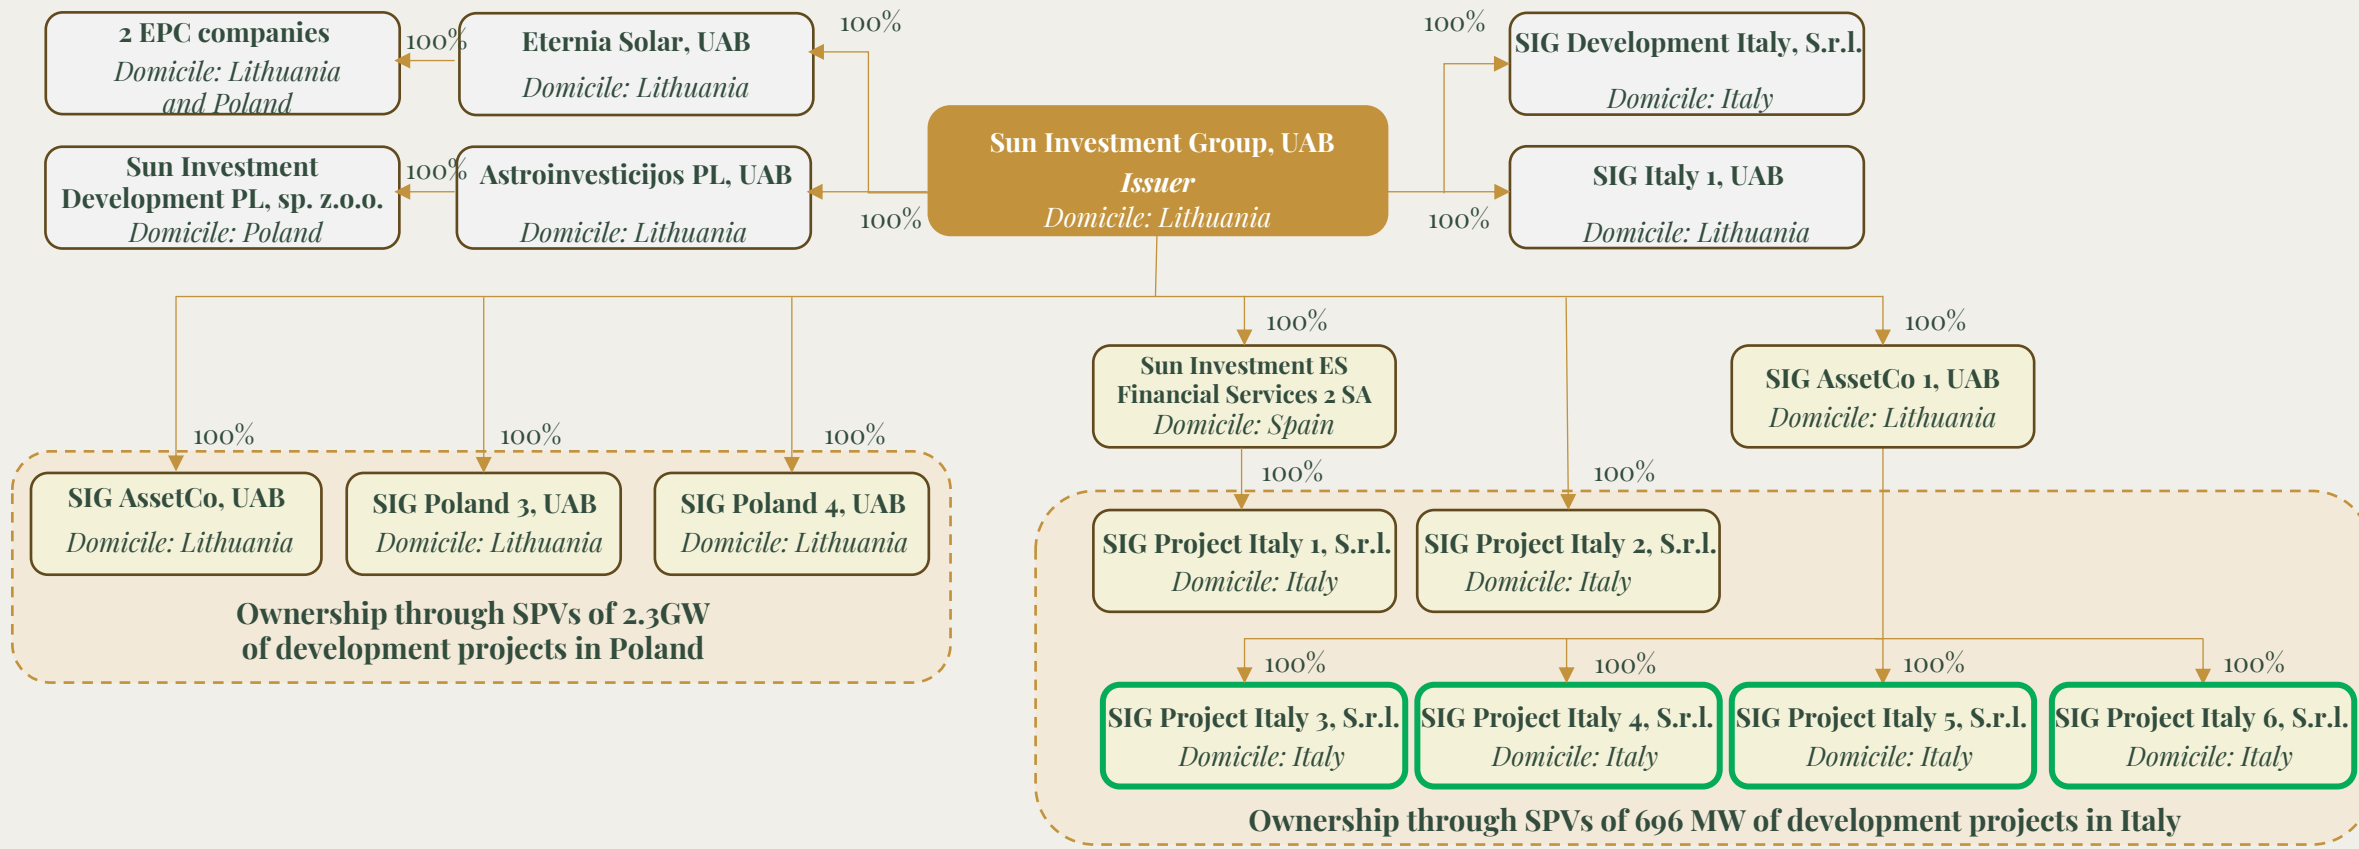 2 EPC companies
Domicile: Lithuania
and Poland
100%
Eternia Solar, UAB
Domicile: Lithuania
100%
100%
SIG Development Italy, S.r.l.
Domicile: Italy
Sun Investment
Development PL, sp. z.o.o.
Domicile: Poland
100%
Astroinvesticijos PL, UAB
Domicile: Lithuania
100%
Sun Investment Group, UAB
Issuer
Domicile: Lithuania
100%
SIG Italy 1, UAB
Domicile: Lithuania
100%
100%
Sun Investment ES
Financial Services 2 SA
Domicile: Spain
SIG AssetCo 1, UAB
Domicile: Lithuania
100%
100%
100%
100%
100%
SIG AssetCo, UAB
Domicile: Lithuania
SIG Poland 3, UAB
Domicile: Lithuania
SIG Poland 4, UAB
Domicile: Lithuania
Ownership through SPVs of 2.3GW
of development projects in Poland
SIG Project Italy 1, S.r.l.
Domicile: Italy
SIG Project Italy 2, S.r.l.
Domicile: Italy
100%
100%
100%
100%
SIG Project Italy 3, S.r.l.
Domicile: Italy
SIG Project Italy 4, S.r.l.
Domicile: Italy
SIG Project Italy 5, S.r.l.
Domicile: Italy
SIG Project Italy 6, S.r.l.
Domicile: Italy
Ownership through SPVs of 696 MW of development projects in Italy